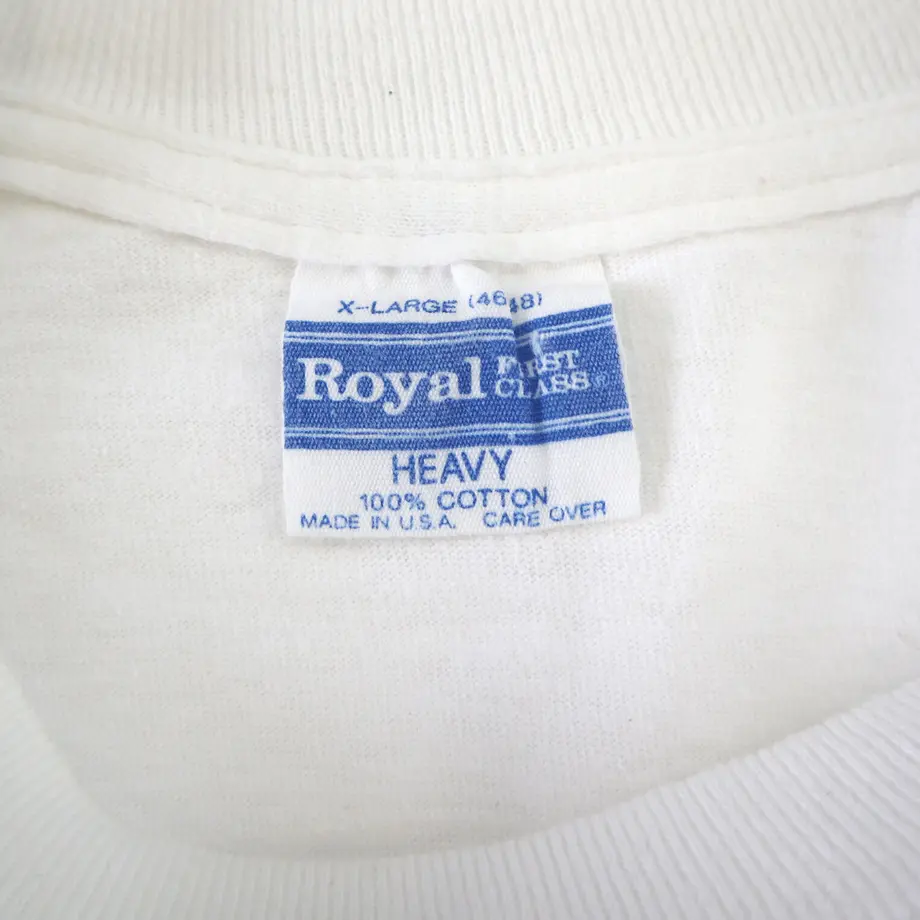 X-LARGE (46-48)
Royal FIRST CLASS®
HEAVY
100% COTTON
MADE IN U.S.A. CARE OVER